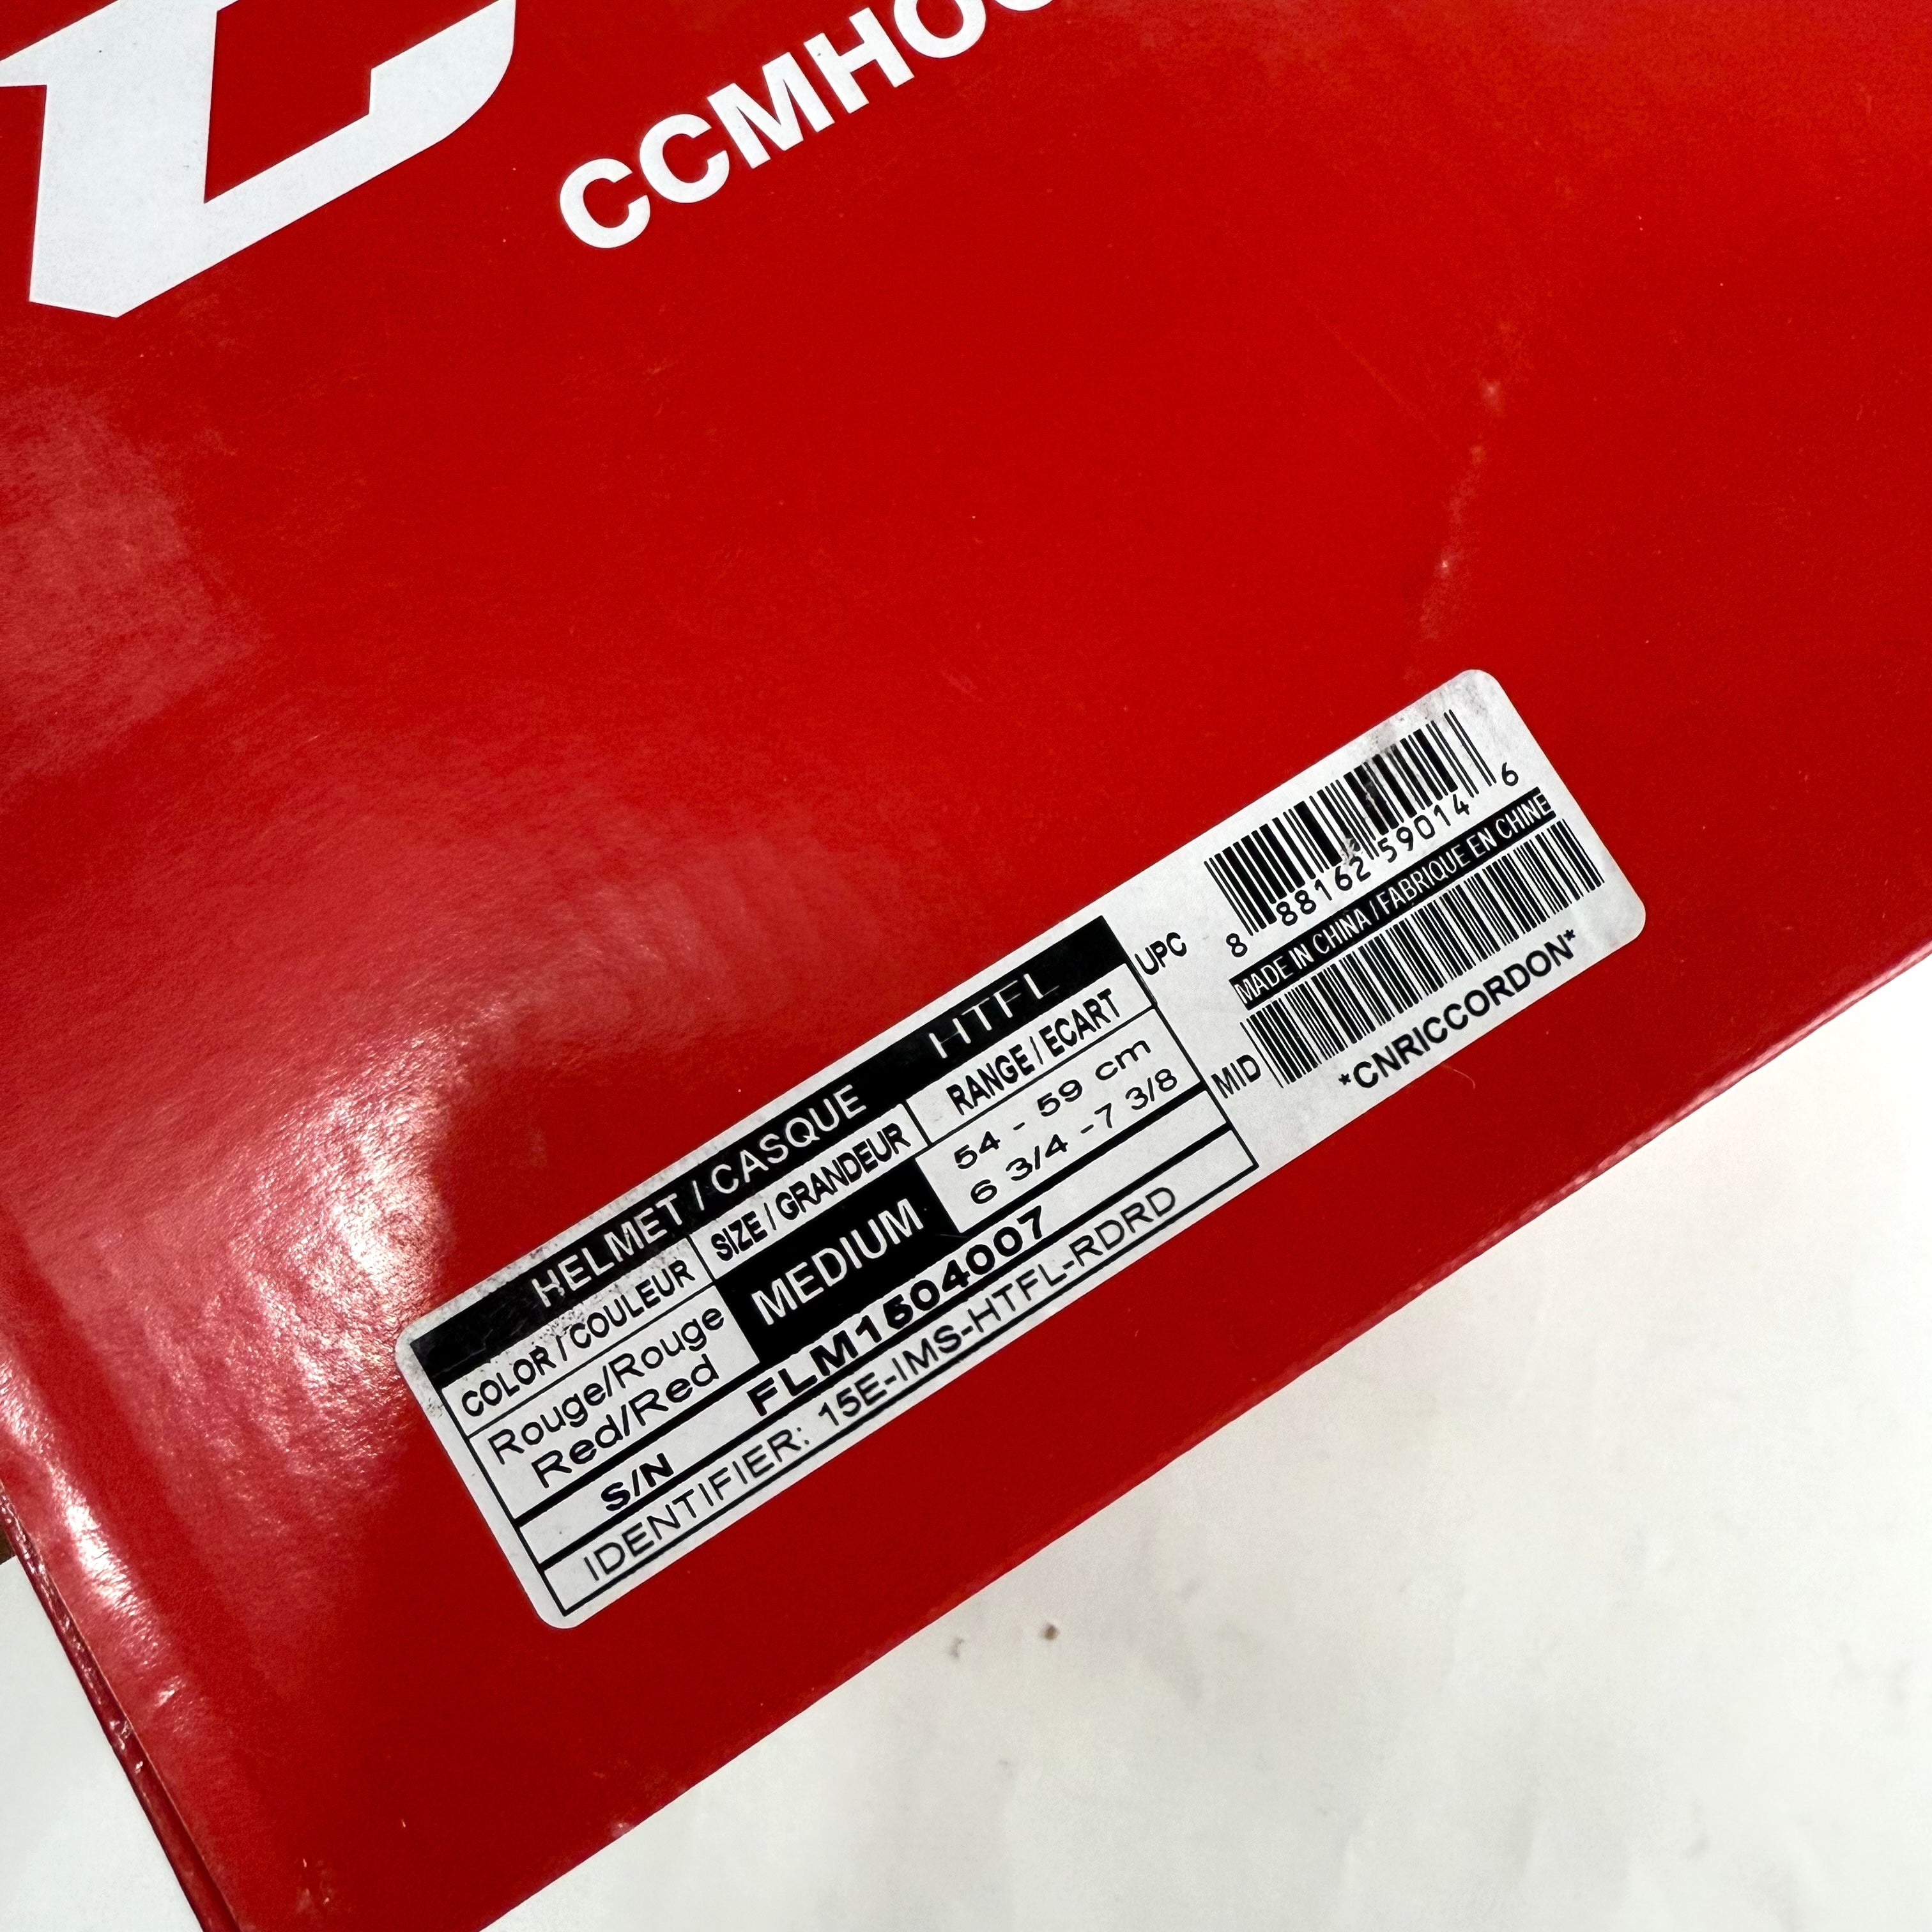 CCMHO
HELMET / CASQUE HTFL
COLOR / COULEUR SIZE / GRANDEUR RANGE / ECART
Rouge/Rouge
Red/Red
MEDIUM
54 - 59 cm
6 3/4 -7 3/8
S/N FLM1504007
IDENTIFIER: 15E-IMS-HTFL-RDRD
UPC
8 88162 59014 6
MADE IN CHINA / FABRIQUE EN CHINE
MID
*CNRICCORDON*